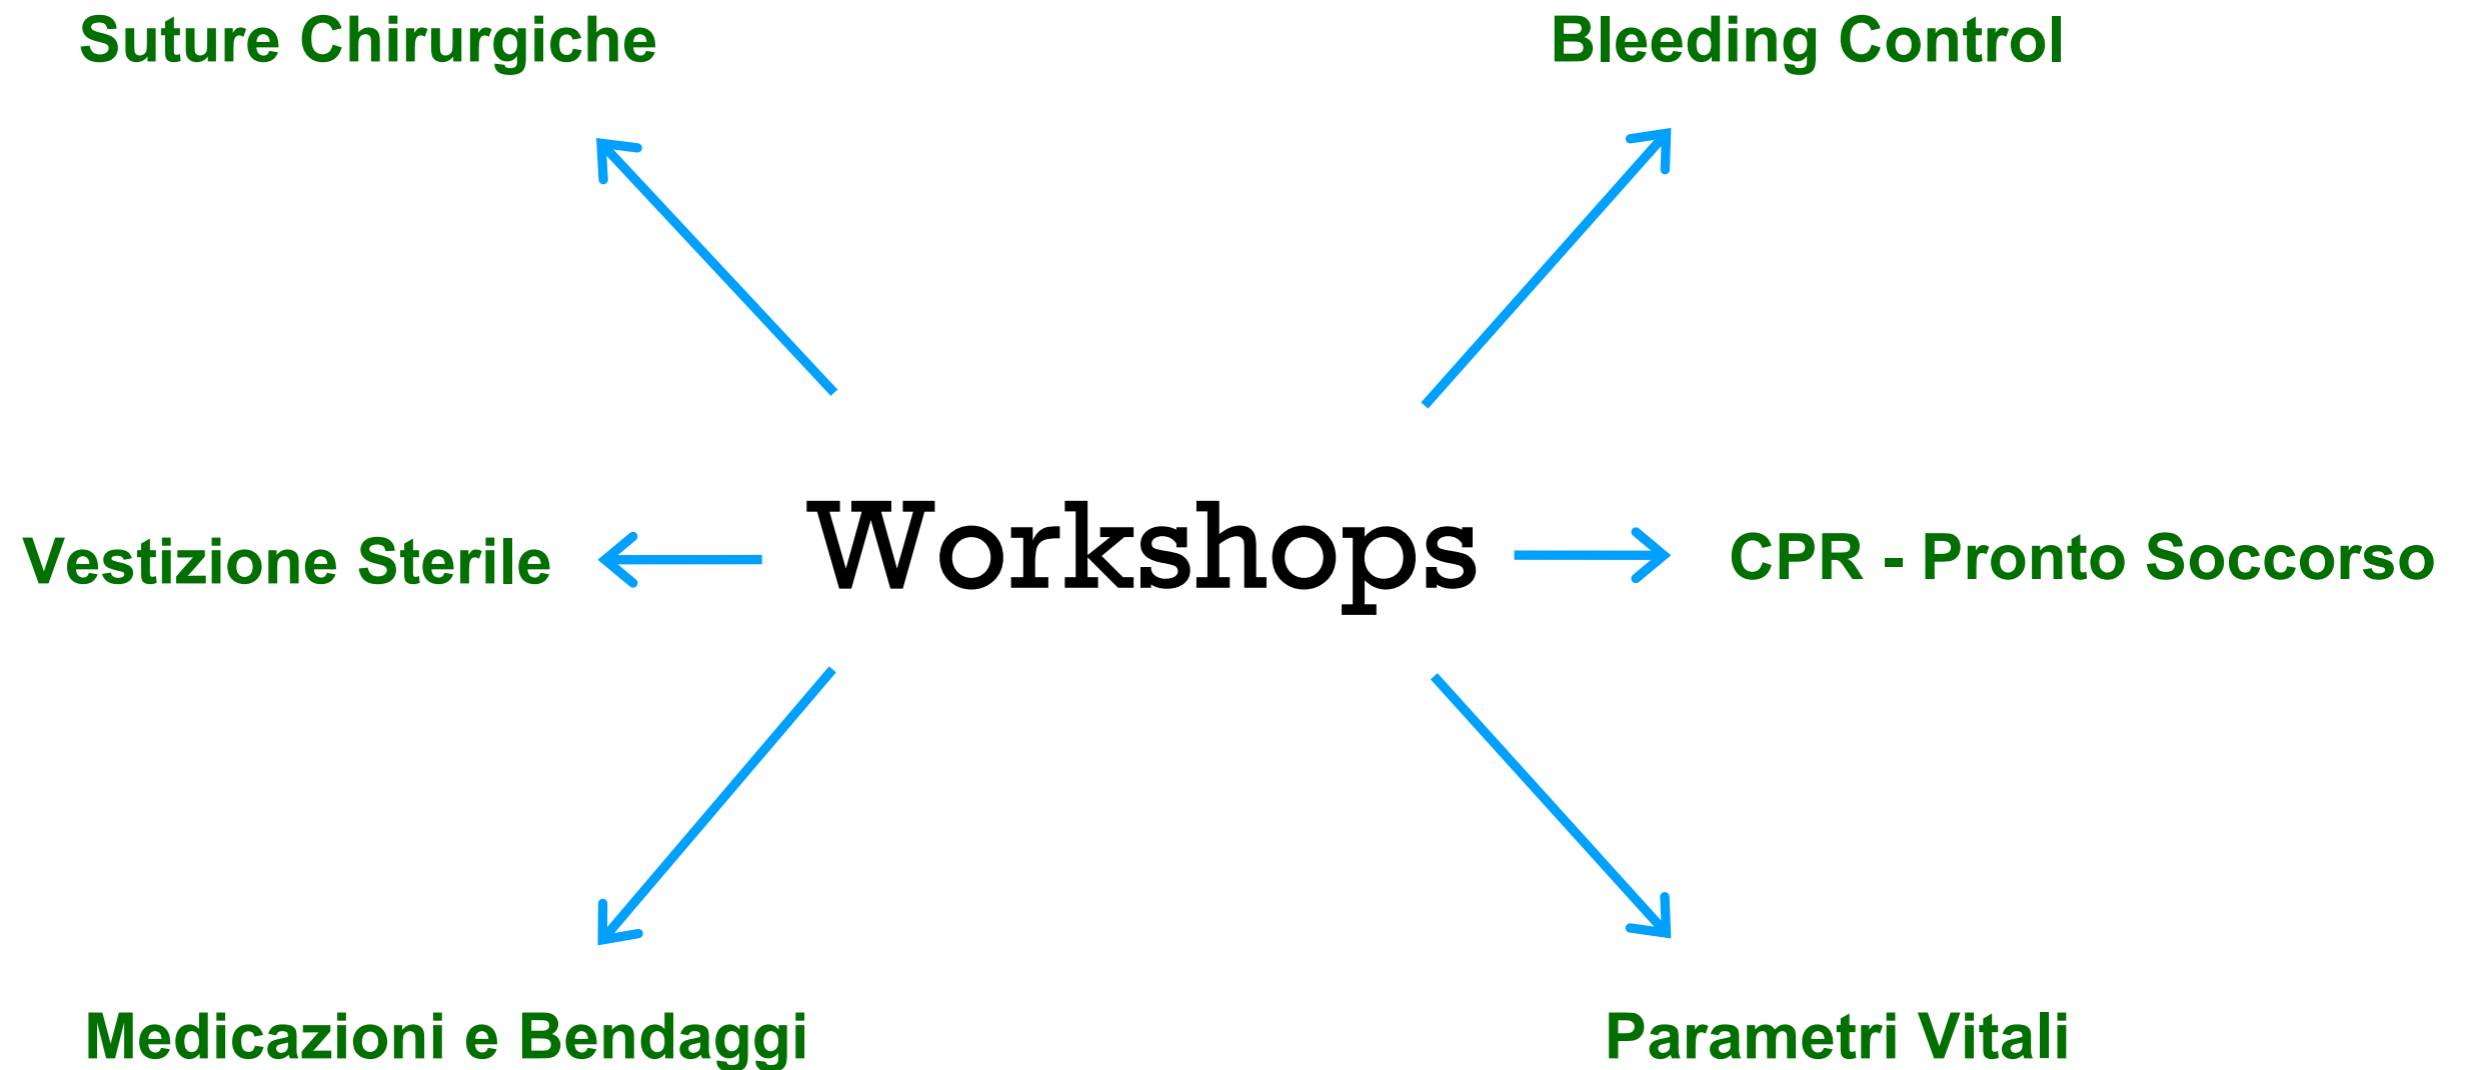 Suture Chirurgiche
Bleeding Control
Vestizione Sterile
Workshops
CPR - Pronto Soccorso
Medicazioni e Bendaggi
Parametri Vitali